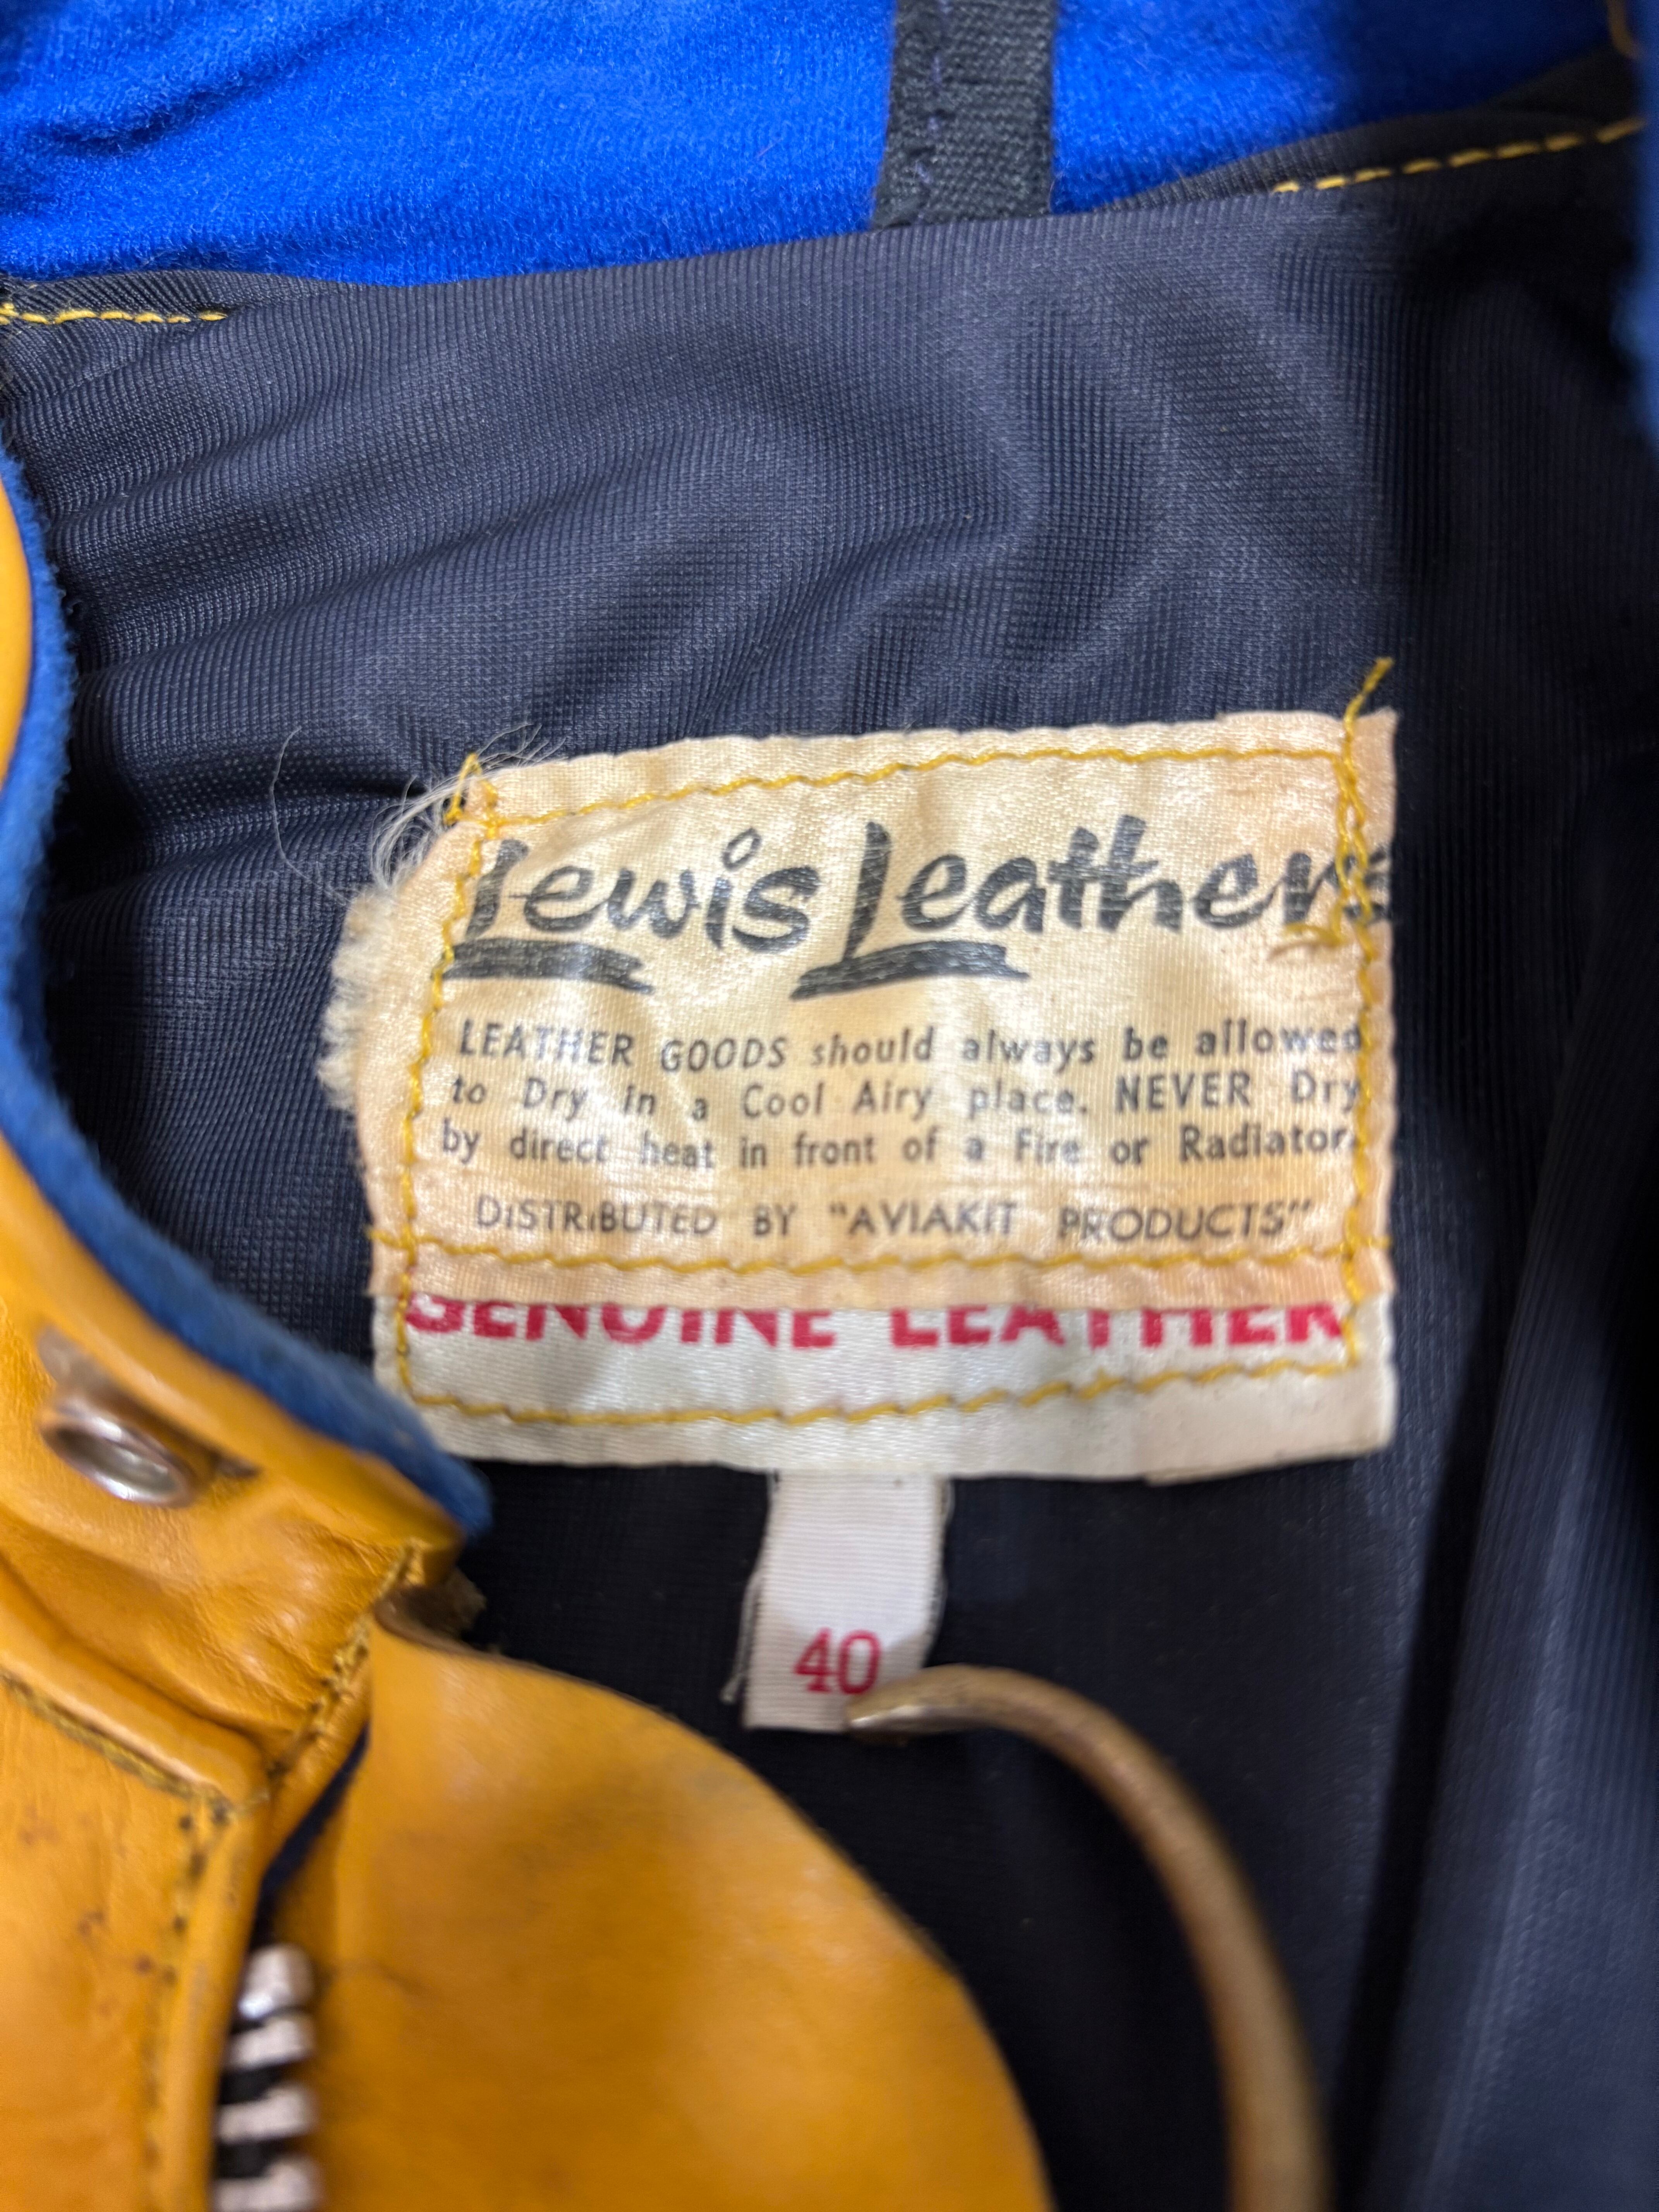 Lewis Leathers
LEATHER GOODS should always be allowed
to Dry in a Cool Airy place. NEVER Dry
by direct heat in front of a Fire or Radiator.
DISTRIBUTED BY "AVIAKIT PRODUCTS"
GENUINE LEATHER
40